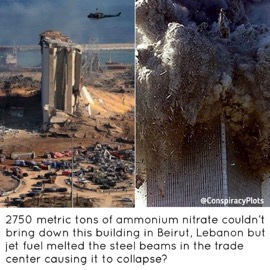 @ConspiracyPlots
2750 metric tons of ammonium nitrate couldn't
bring down this building in Beirut, Lebanon but
jet fuel melted the steel beams in the trade
center causing it to collapse?